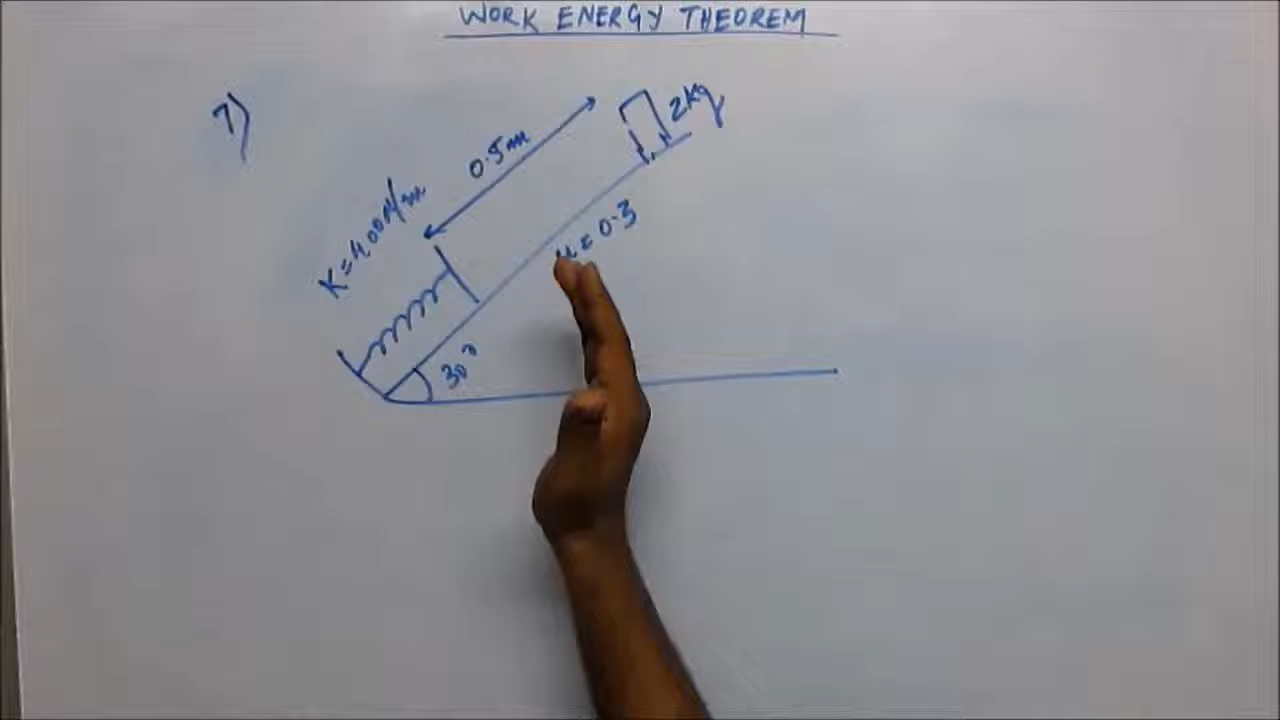 WORK ENERGY THEOREM
7)
2kg
0.5m
K=400N/m
μ=0.3
30°